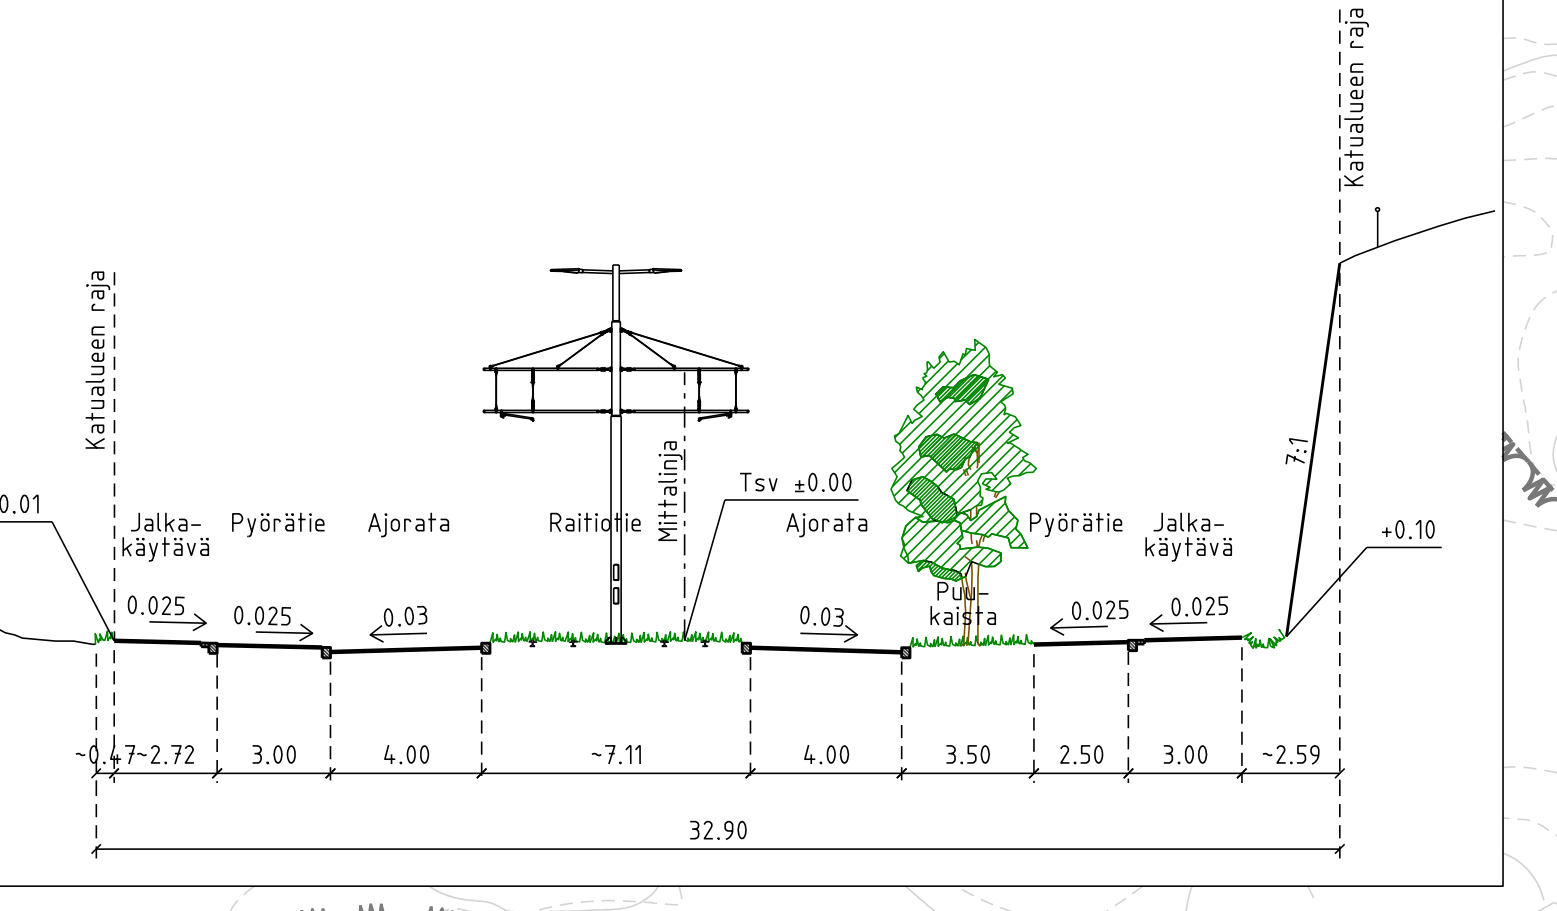 Katualueen raja
Katualueen raja
7:1
Mittalinja
Tsv ±0.00
0.01
+0.10
Jalka-
käytävä
Pyörätie
Ajorata
Raitiotie
Ajorata
Pyörätie
Jalka-
käytävä
Puu-
kaista
0.025
0.025
0.03
0.03
0.025
0.025
~0.47
~2.72
3.00
4.00
~7.11
4.00
3.50
2.50
3.00
~2.59
32.90